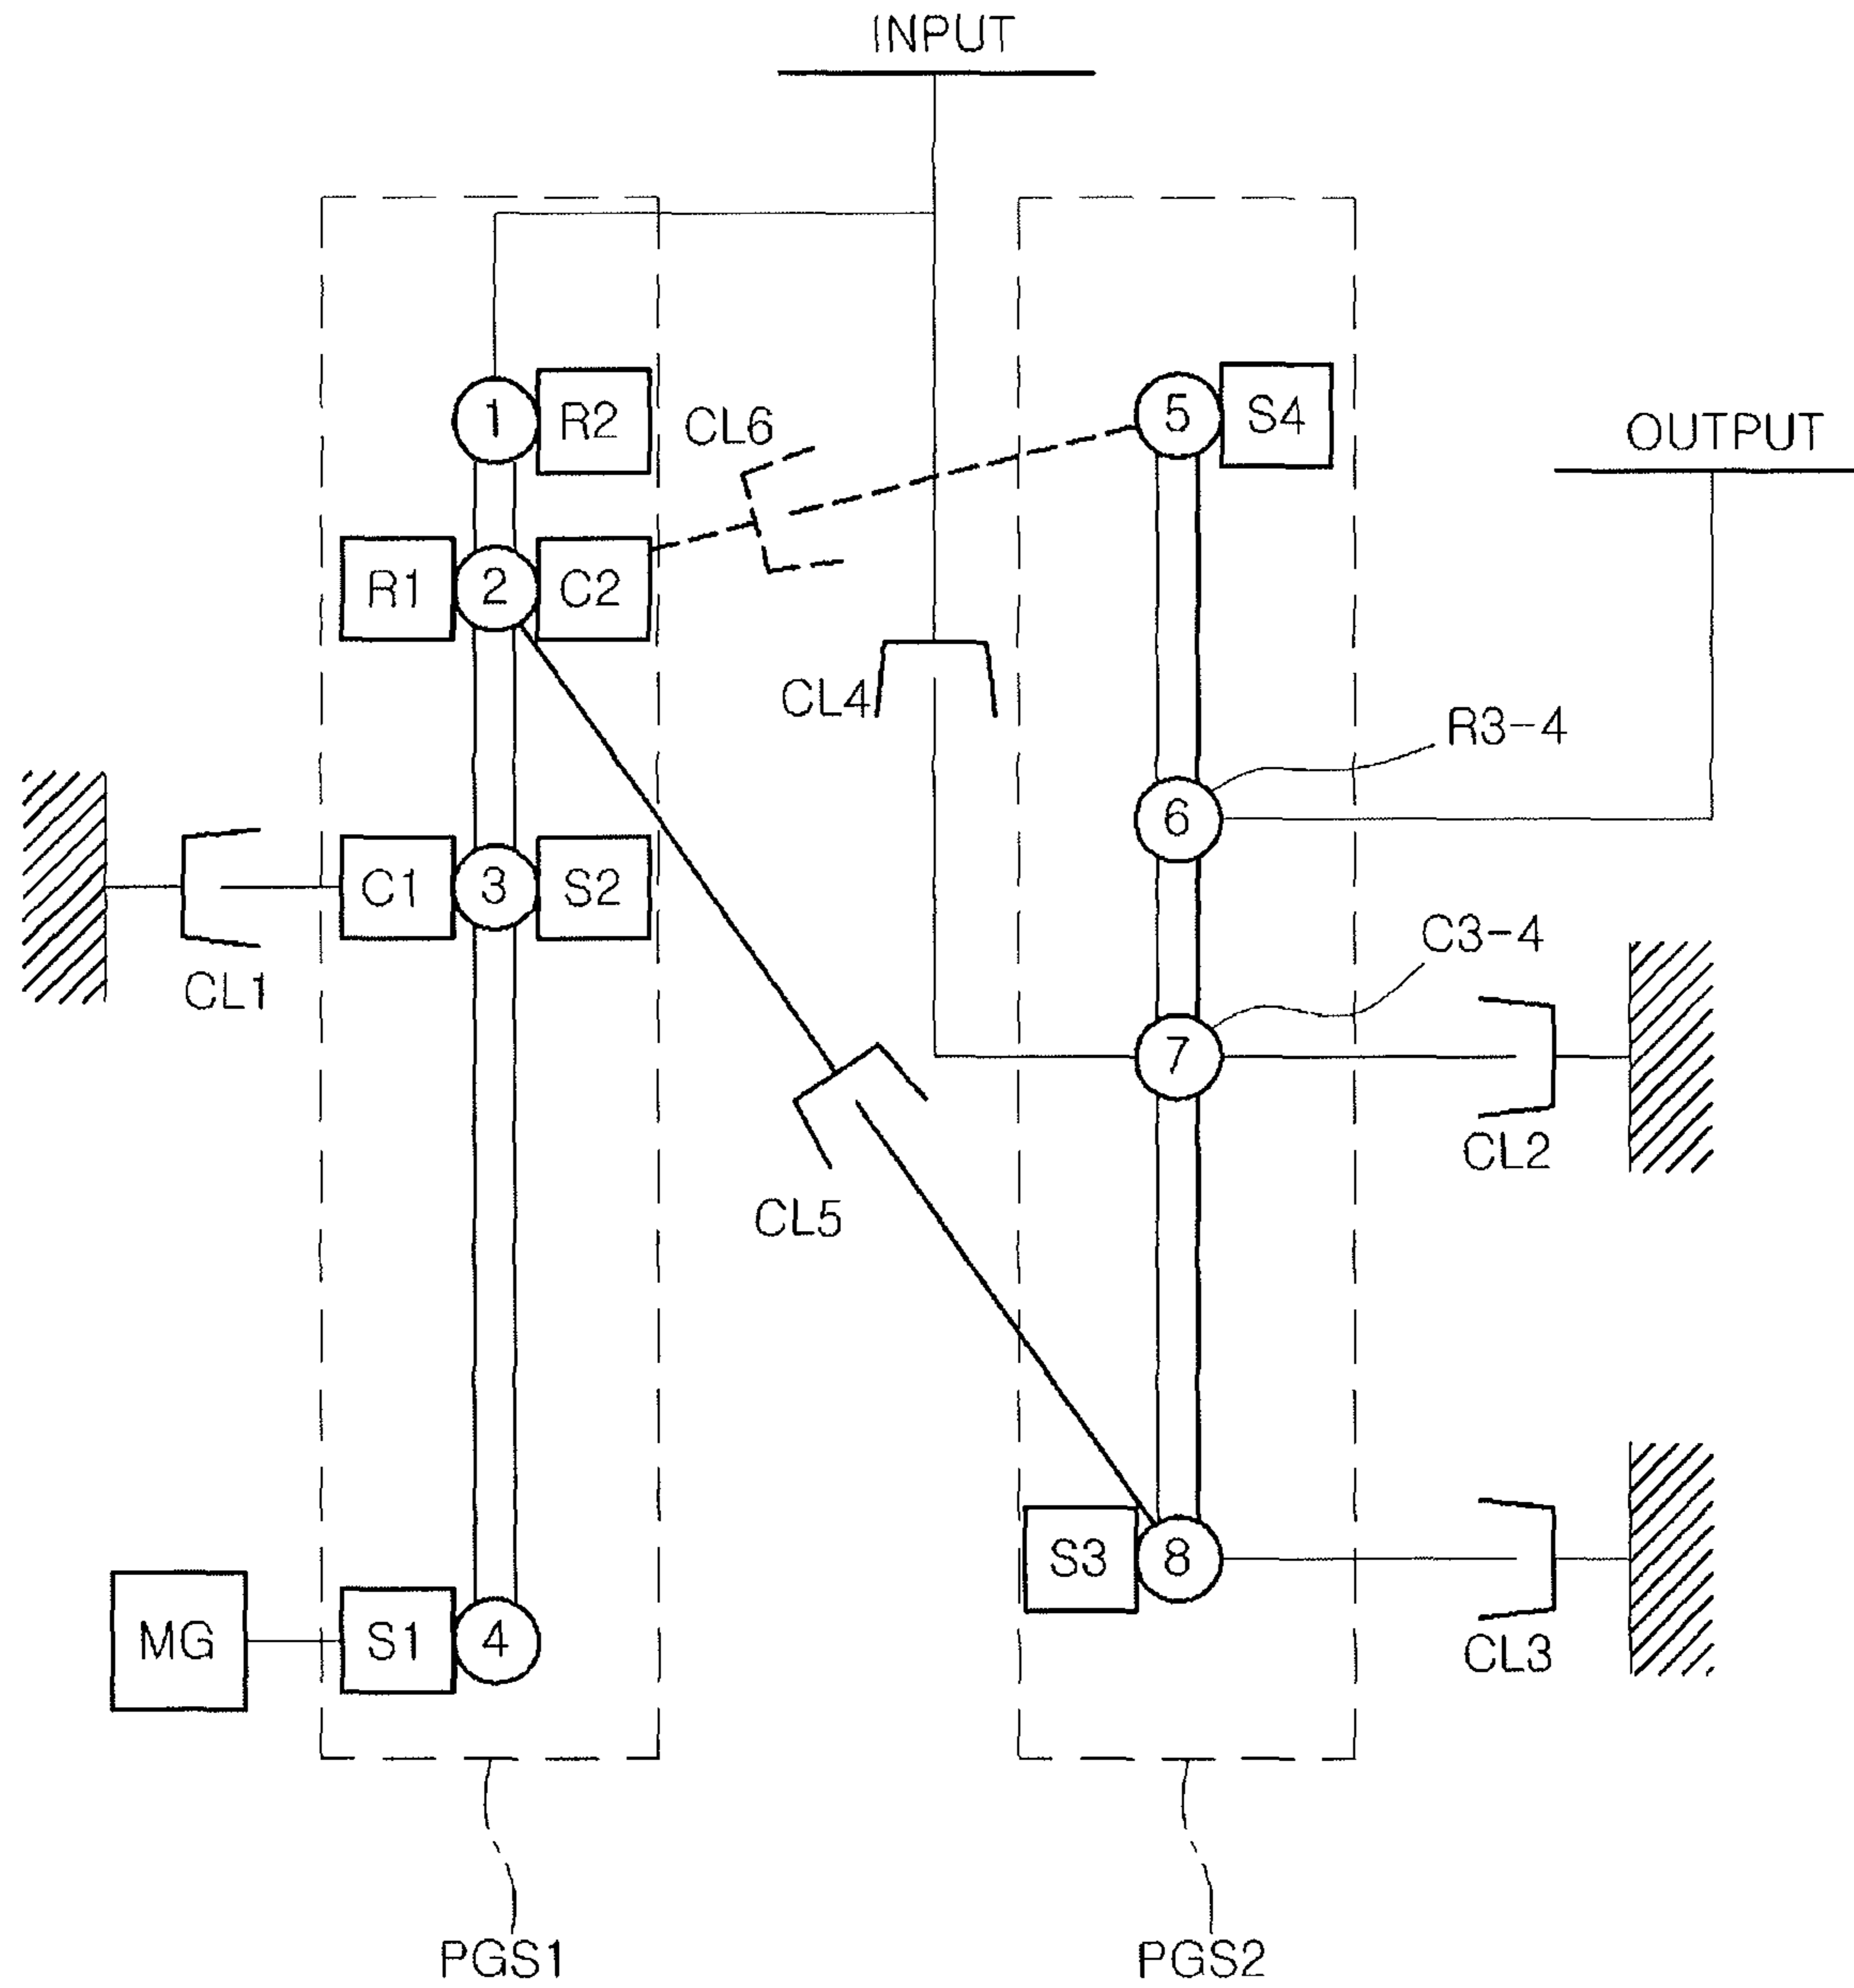 INPUT
1
R2
CL6
5
S4
OUTPUT
R1
2
C2
CL4
R3-4
6
C1
3
S2
C3-4
CL1
7
CL2
CL5
S3
8
MG
S1
4
CL3
PGS1
PGS2